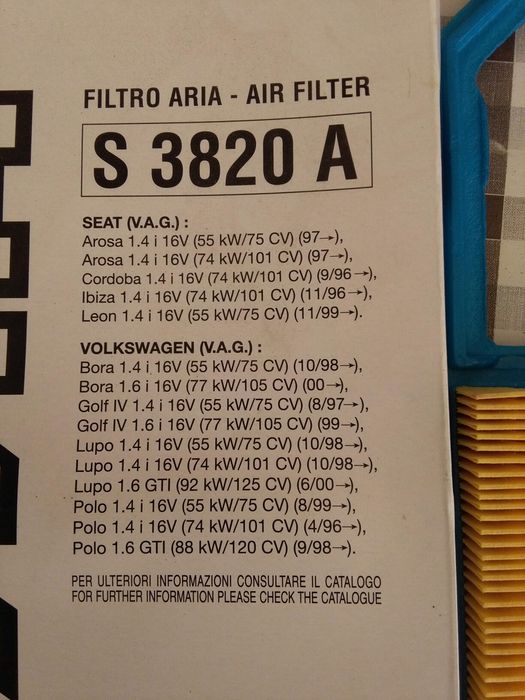 FILTRO ARIA - AIR FILTER
S 3820 A
SEAT (V.A.G.) :
Arosa 1.4 i 16V (55 kW/75 CV) (97→),
Arosa 1.4 i 16V (74 kW/101 CV) (97→),
Cordoba 1.4 i 16V (74 kW/101 CV) (9/96→),
Ibiza 1.4 i 16V (74 kW/101 CV) (11/96→),
Leon 1.4 i 16V (55 kW/75 CV) (11/99→).
VOLKSWAGEN (V.A.G.) :
Bora 1.4 i 16V (55 kW/75 CV) (10/98→),
Bora 1.6 i 16V (77 kW/105 CV) (00→),
Golf IV 1.4 i 16V (55 kW/75 CV) (8/97→),
Golf IV 1.6 i 16V (77 kW/105 CV) (99→),
Lupo 1.4 i 16V (55 kW/75 CV) (10/98→),
Lupo 1.4 i 16V (74 kW/101 CV) (10/98→),
Lupo 1.6 GTI (92 kW/125 CV) (6/00→),
Polo 1.4 i 16V (55 kW/75 CV) (8/99→),
Polo 1.4 i 16V (74 kW/101 CV) (4/96→),
Polo 1.6 GTI (88 kW/120 CV) (9/98→).
PER ULTERIORI INFORMAZIONI CONSULTARE IL CATALOGO
FOR FURTHER INFORMATION PLEASE CHECK THE CATALOGUE